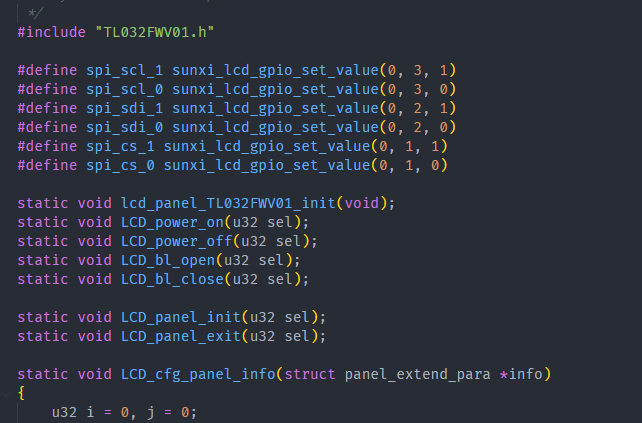 */
#include "TL032FWV01.h"
#define spi_scl_1 sunxi_lcd_gpio_set_value(0, 3, 1)
#define spi_scl_0 sunxi_lcd_gpio_set_value(0, 3, 0)
#define spi_sdi_1 sunxi_lcd_gpio_set_value(0, 2, 1)
#define spi_sdi_0 sunxi_lcd_gpio_set_value(0, 2, 0)
#define spi_cs_1 sunxi_lcd_gpio_set_value(0, 1, 1)
#define spi_cs_0 sunxi_lcd_gpio_set_value(0, 1, 0)
static void lcd_panel_TL032FWV01_init(void);
static void LCD_power_on(u32 sel);
static void LCD_power_off(u32 sel);
static void LCD_bl_open(u32 sel);
static void LCD_bl_close(u32 sel);
static void LCD_panel_init(u32 sel);
static void LCD_panel_exit(u32 sel);
static void LCD_cfg_panel_info(struct panel_extend_para *info)
{
u32 i = 0, j = 0;